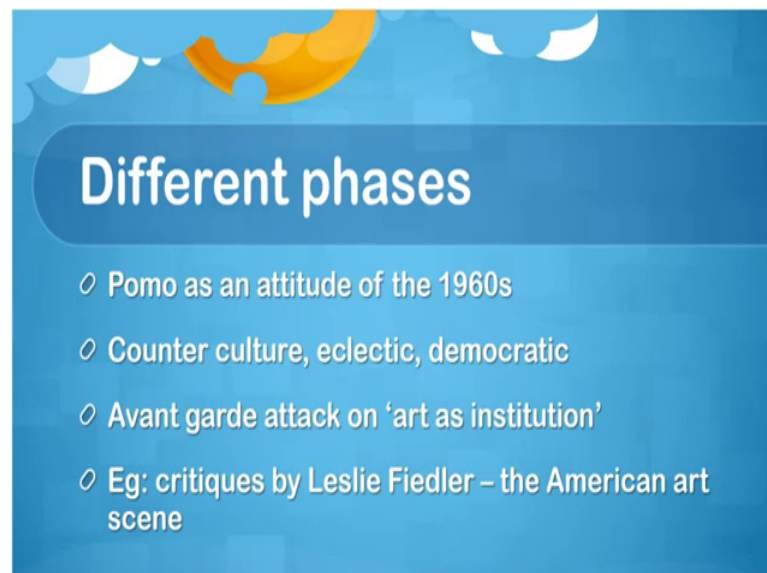 Different phases
Pomo as an attitude of the 1960s
Counter culture, eclectic, democratic
Avant garde attack on ‘art as institution’
Eg: critiques by Leslie Fiedler – the American art
scene